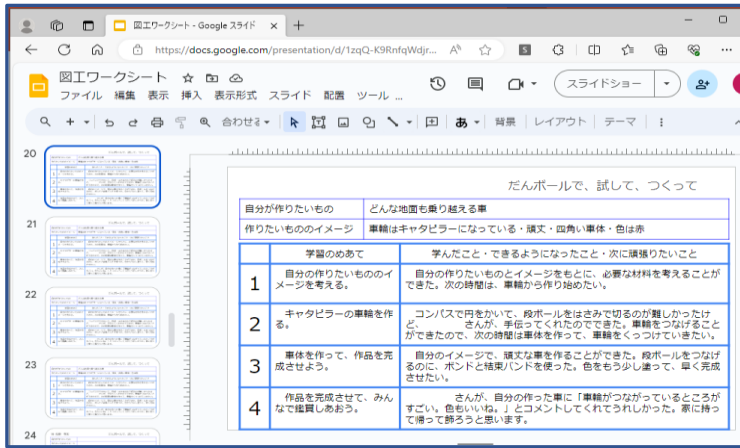 図工ワークシート - Google スライド
https://docs.google.com/presentation/d/1zqQ-K9RnfqWdjr...
図工ワークシート
ファイル 編集 表示 挿入 表示形式 スライド 配置 ツール ...
スライドショー
合わせる
あ 背景 レイアウト テーマ
20
21
22
23
24
だんボールで、試して、つくって
自分が作りたいもの どんな地面も乗り越える車
作りたいもののイメージ 車輪はキャタピラーになっている・頑丈・四角い車体・色は赤
学習のめあて 学んだこと・できるようになったこと・次に頑張りたいこと
1 自分の作りたいもののイ
メージを考える。
自分の作りたいものとイメージをもとに、必要な材料を考えることが
できた。次の時間は、車輪から作り始めたい。
2 キャタピラーの車輪を作
る。
コンパスで円をかいて、段ボールをはさみで切るのが難しかったけ
ど、 さんが、手伝ってくれたのでできた。車輪をつなげること
ができたので、次の時間は車体を作って、車輪をくっつけていきたい。
3 車体を作って、作品を完
成させよう。
自分のイメージで、頑丈な車を作ることができた。段ボールをつなげ
るのに、ボンドと結束バンドを使った。色をもう少し塗って、早く完
成させたい。
4 作品を完成させて、みん
なで鑑賞しあおう。
さんが、自分の作った車に「車輪がつながっているところが
すごい。色もいいね。」とコメントしてくれてうれしかった。家に持っ
て帰って飾ろうと思います。